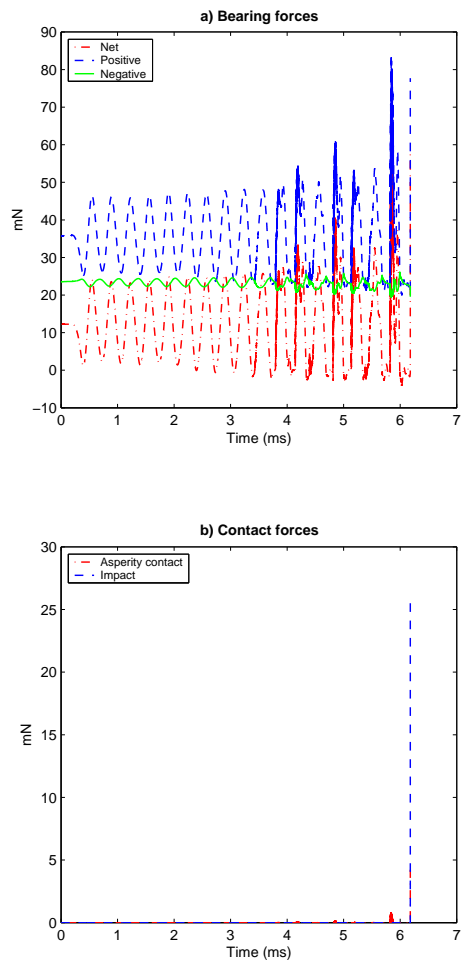 a) Bearing forces
90
80
70
60
50
40
30
20
10
0
−10
mN
Net
Positive
Negative
0 1 2 3 4 5 6 7
Time (ms)
b) Contact forces
30
25
20
15
10
5
0
mN
Asperity contact
Impact
0 1 2 3 4 5 6 7
Time (ms)